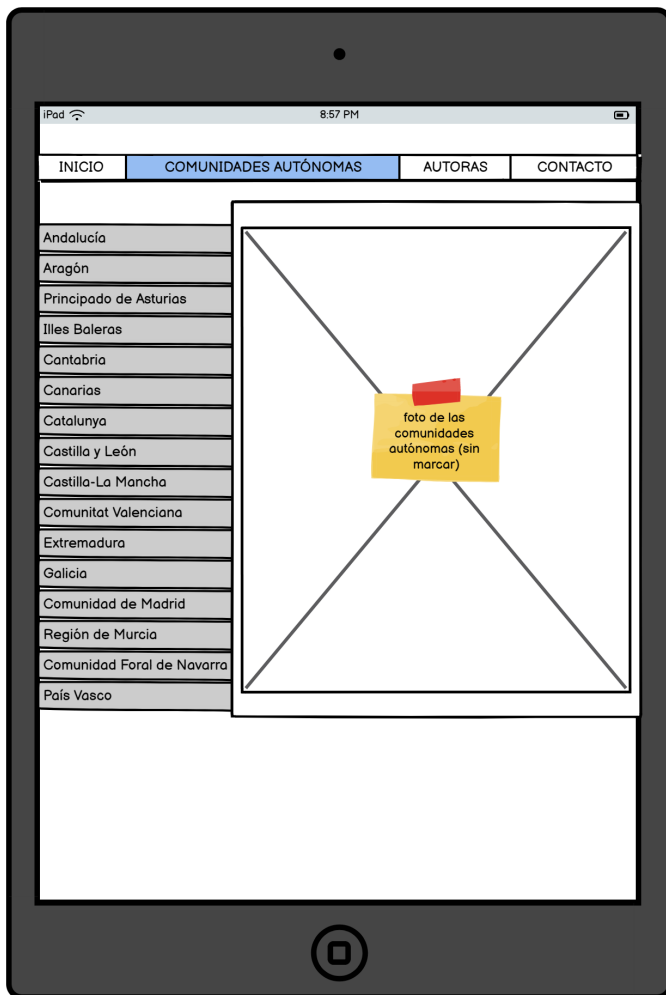 iPad
8:57 PM
INICIO
COMUNIDADES AUTÓNOMAS
AUTORAS
CONTACTO
Andalucía
Aragón
Principado de Asturias
Illes Baleras
Cantabria
Canarias
Catalunya
Castilla y León
Castilla-La Mancha
Comunitat Valenciana
Extremadura
Galicia
Comunidad de Madrid
Región de Murcia
Comunidad Foral de Navarra
País Vasco
foto de las
comunidades
autónomas (sin
marcar)